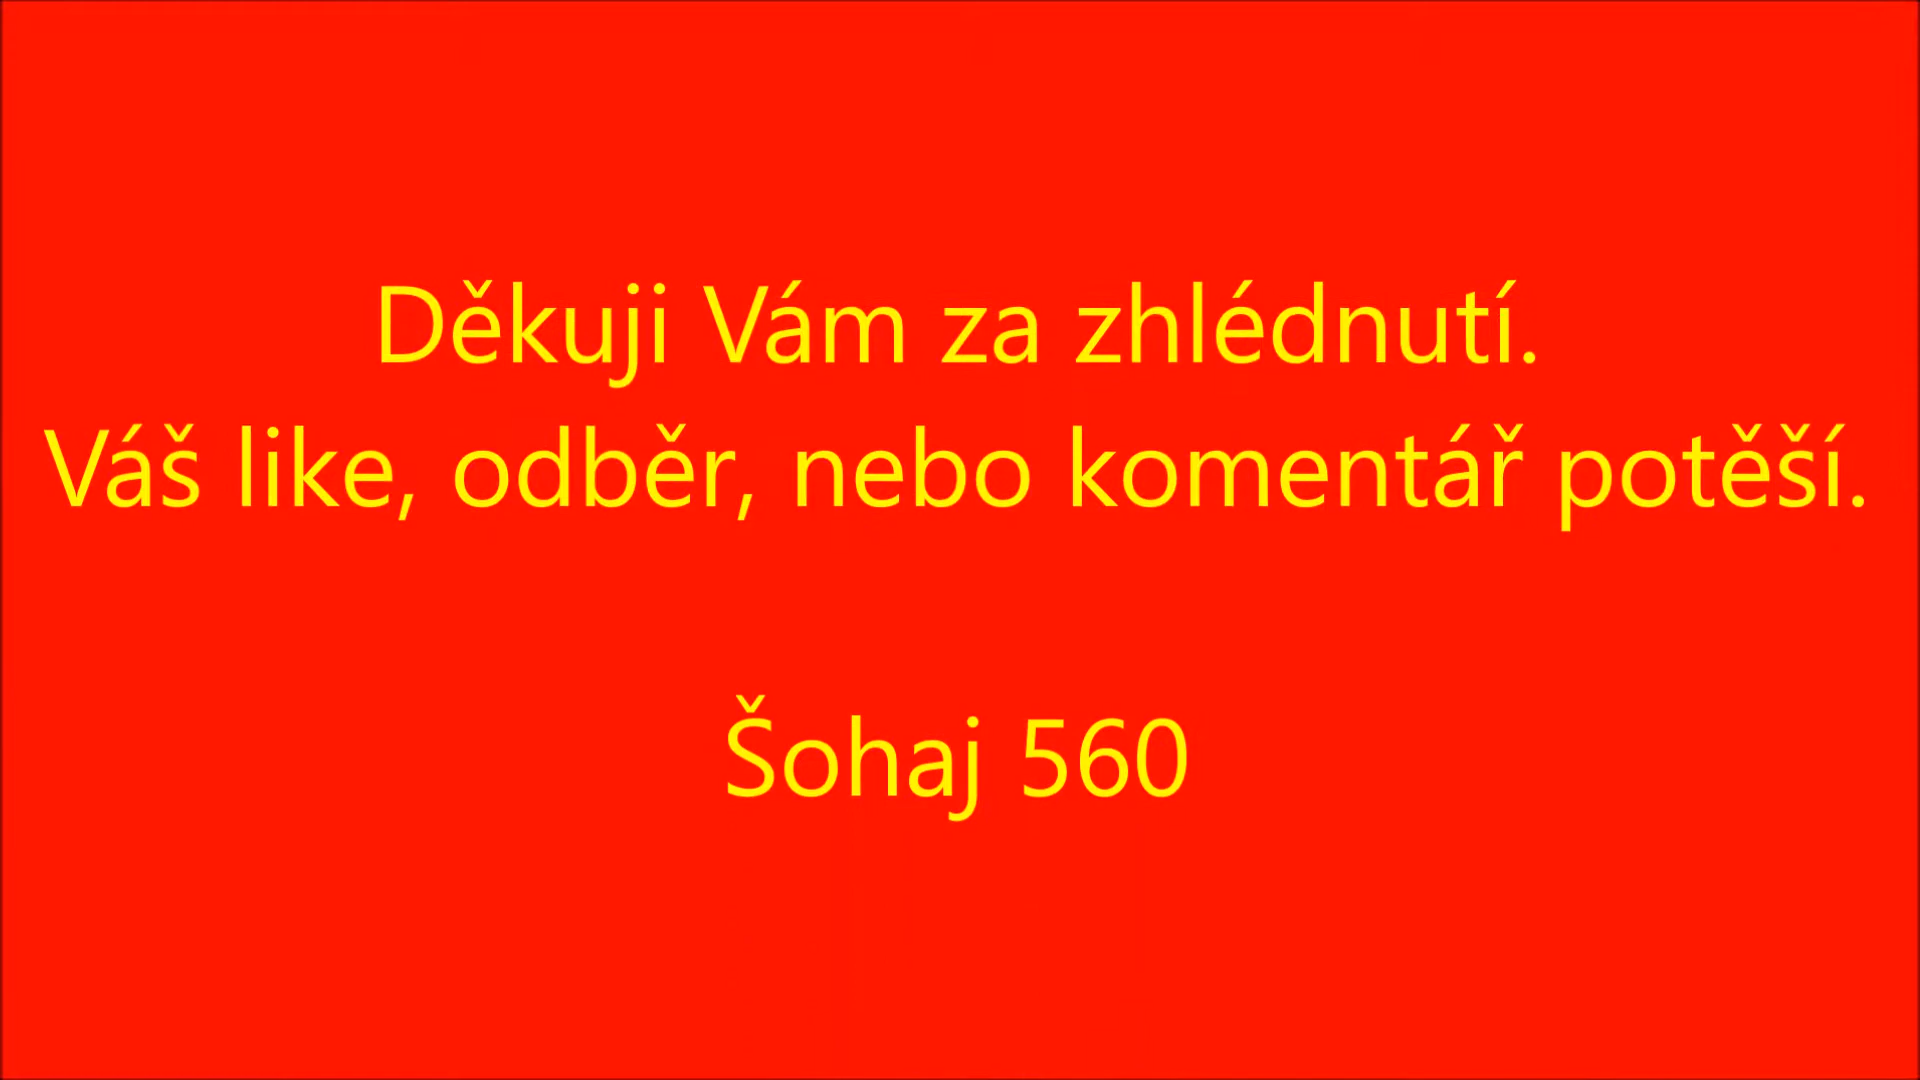 Děkuji Vám za zhlédnutí.
Váš like, odběr, nebo komentář potěší.
Šohaj 560